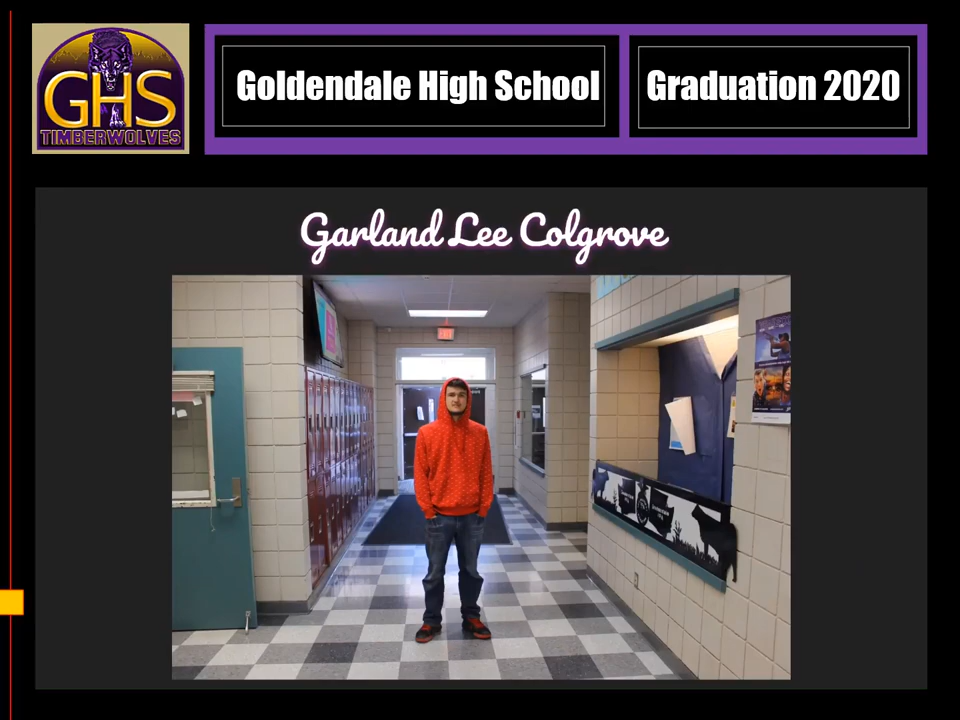 GHS
TIMBERWOLVES
Goldendale High School
Graduation 2020
Garland Lee Colgrove